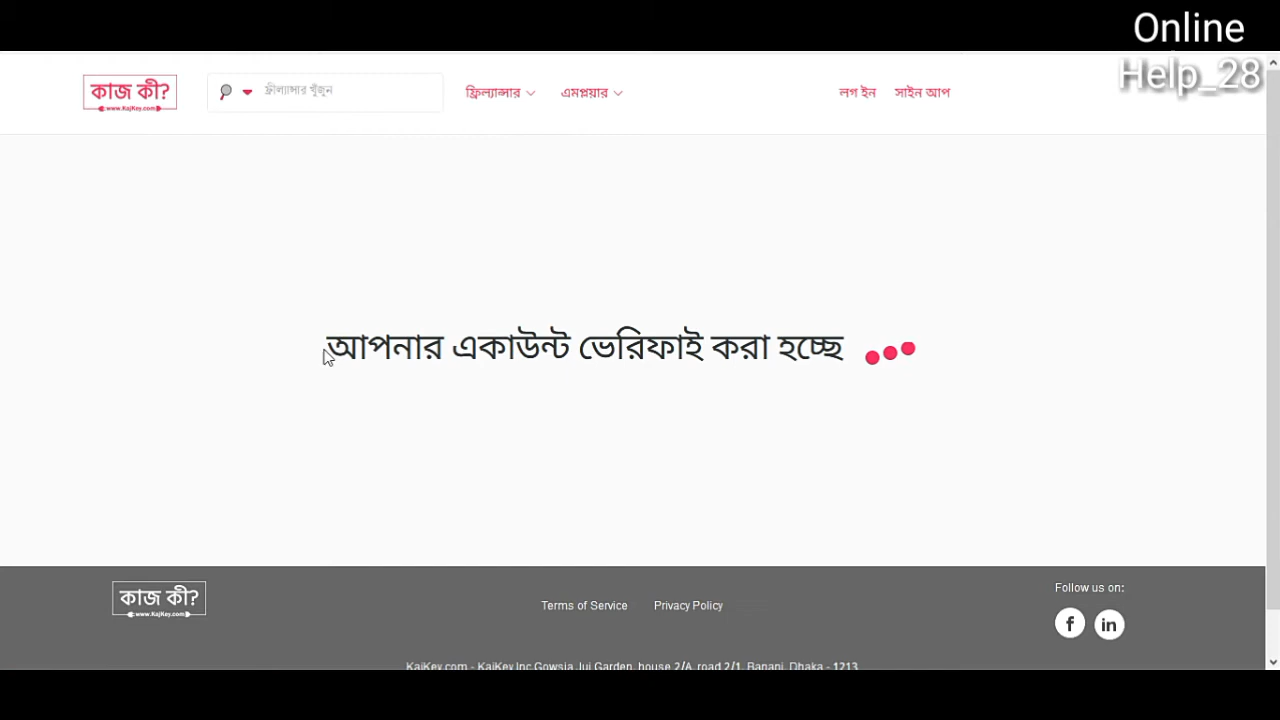 Online
Help_28
কাজ কী?
www.KajKey.com
ফ্রীল্যান্সার খুঁজুন
ফ্রিল্যান্সার
এমপ্লয়ার
লগ ইন
সাইন আপ
আপনার একাউন্ট ভেরিফাই করা হচ্ছে
কাজ কী?
www.KajKey.com
Terms of Service
Privacy Policy
Follow us on:
f
in
KajKey.com - KajKey Inc Gowsia Jui Garden, house 2/A, road 2/1, Banani, Dhaka - 1213